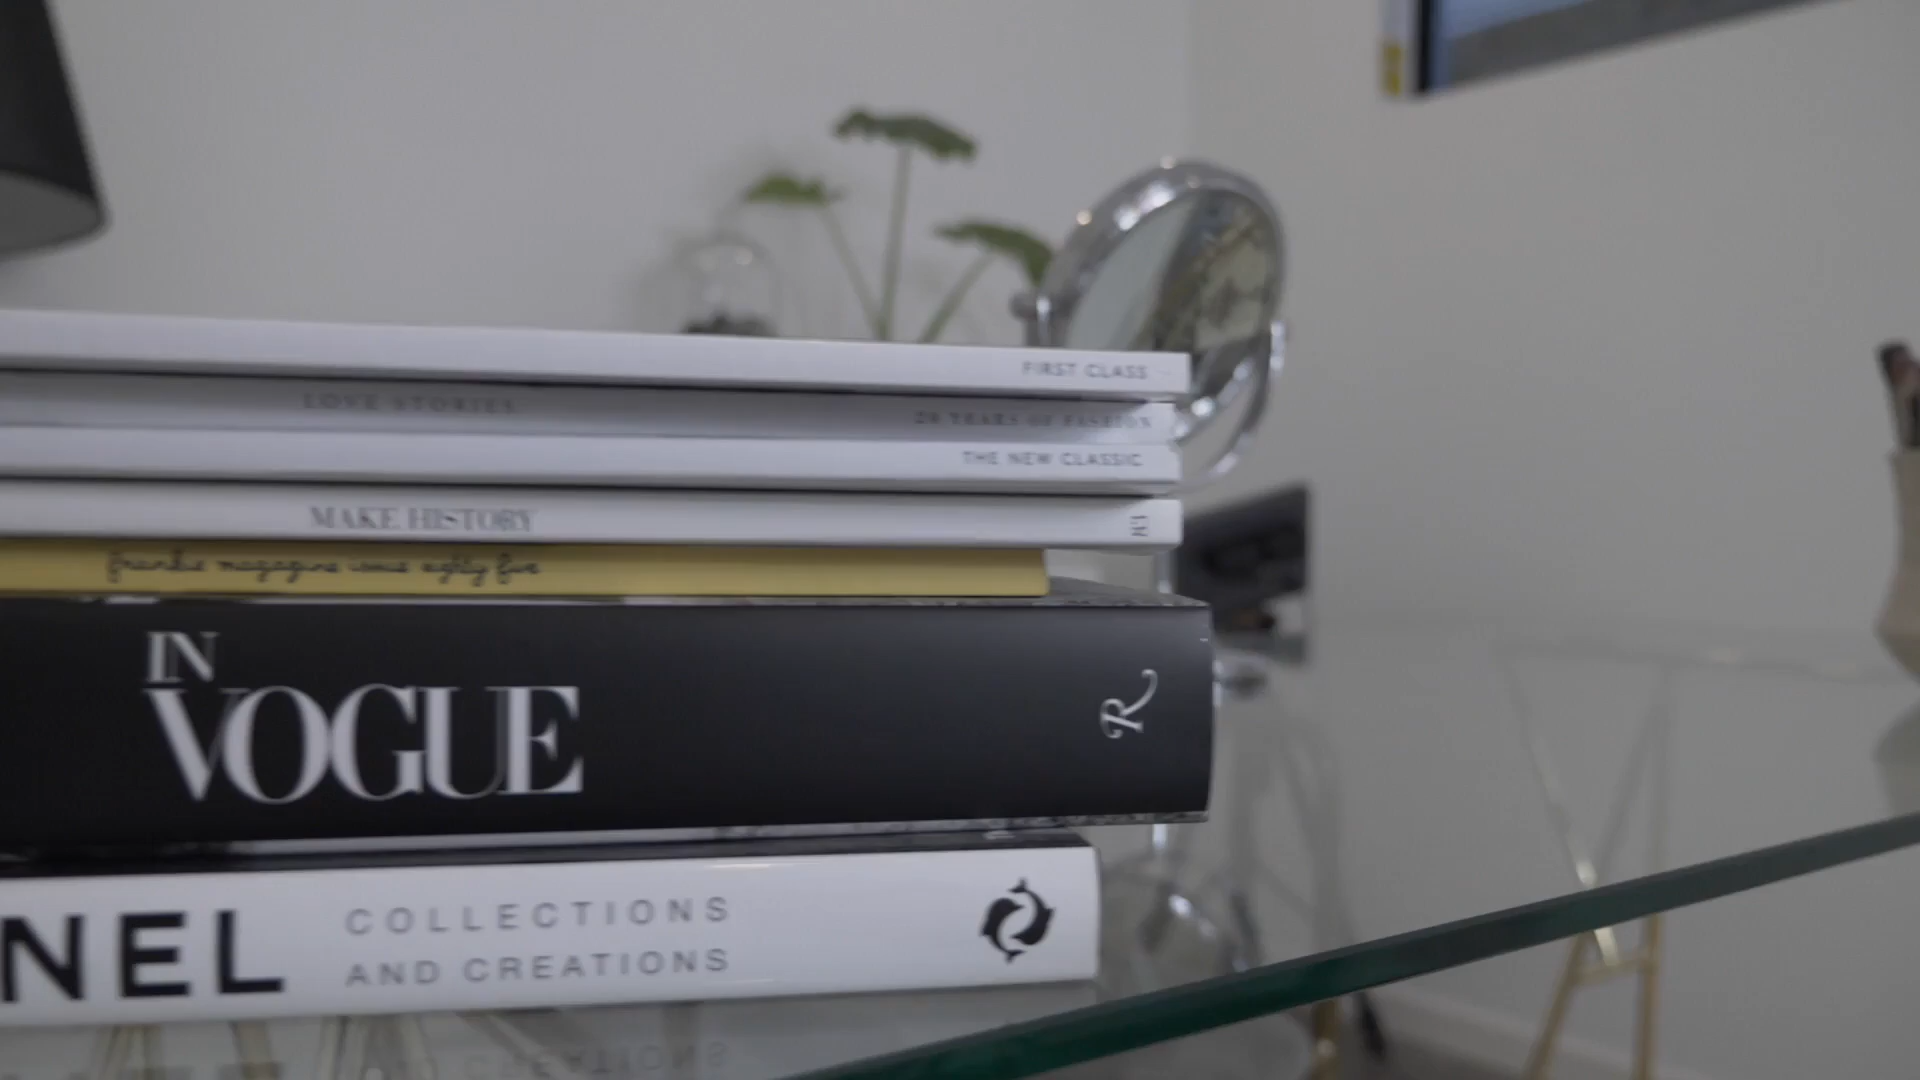 FIRST CLASS
LOVE STORIES
20 YEARS OF FASHION
THE NEW CLASSIC
MAKE HISTORY
frankie magazine issue eighty five
IN
VOGUE
R
NEL
COLLECTIONS
AND CREATIONS